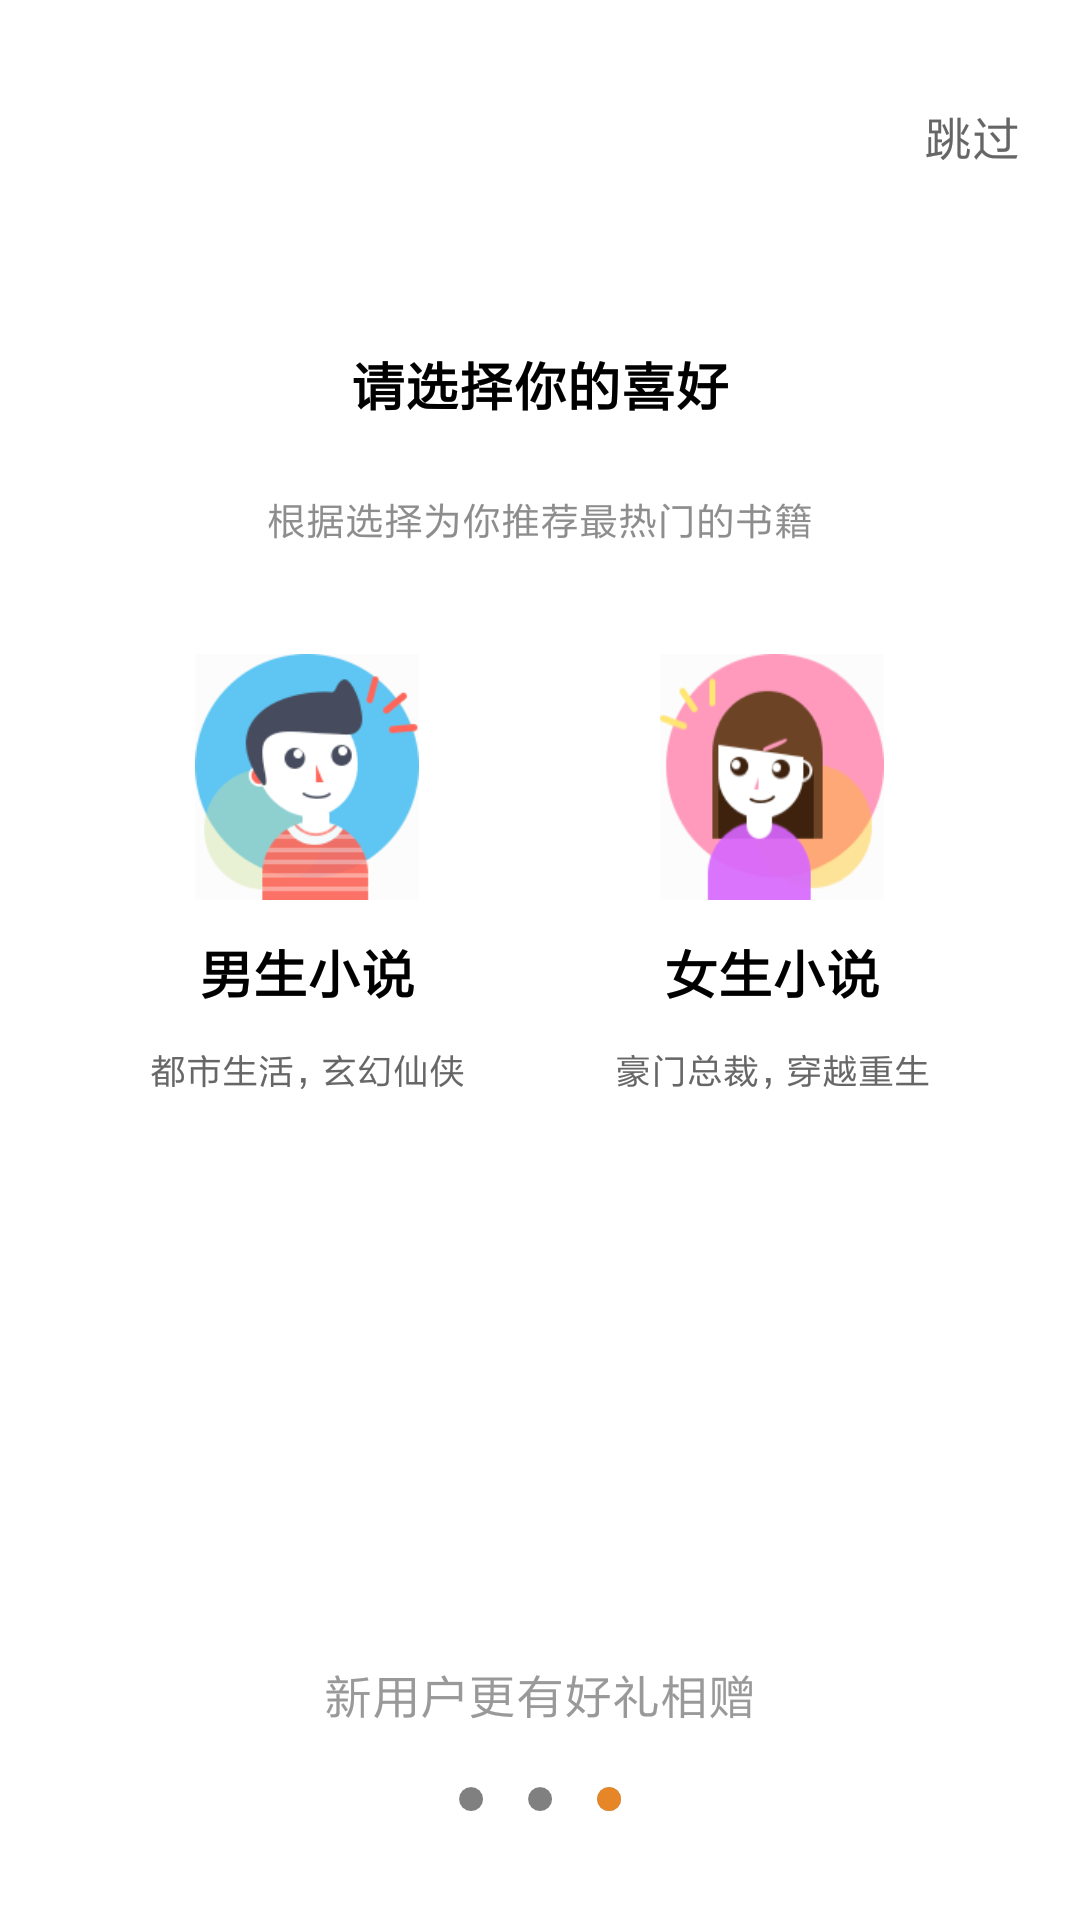 跳过
请选择你的喜好
根据选择为你推荐最热门的书籍
男生小说
女生小说
都市生活，玄幻仙侠
豪门总裁，穿越重生
新用户更有好礼相赠